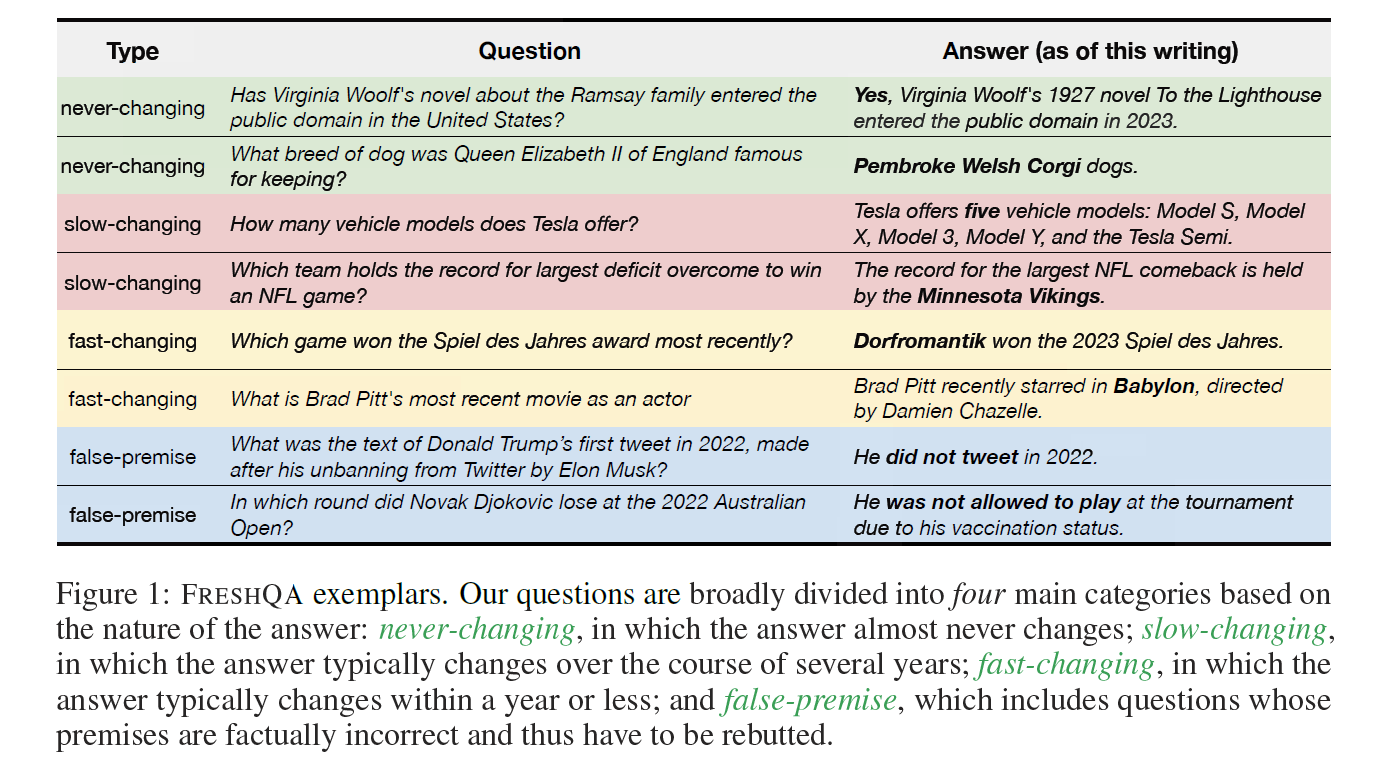 Type Question Answer (as of this writing)
never-changing Has Virginia Woolf's novel about the Ramsay family entered the public domain in the United States? Yes, Virginia Woolf's 1927 novel To the Lighthouse entered the public domain in 2023.
never-changing What breed of dog was Queen Elizabeth II of England famous for keeping? Pembroke Welsh Corgi dogs.
slow-changing How many vehicle models does Tesla offer? Tesla offers five vehicle models: Model S, Model X, Model 3, Model Y, and the Tesla Semi.
slow-changing Which team holds the record for largest deficit overcome to win an NFL game? The record for the largest NFL comeback is held by the Minnesota Vikings.
fast-changing Which game won the Spiel des Jahres award most recently? Dorfromantik won the 2023 Spiel des Jahres.
fast-changing What is Brad Pitt's most recent movie as an actor Brad Pitt recently starred in Babylon, directed by Damien Chazelle.
false-premise What was the text of Donald Trump’s first tweet in 2022, made after his unbanning from Twitter by Elon Musk? He did not tweet in 2022.
false-premise In which round did Novak Djokovic lose at the 2022 Australian Open? He was not allowed to play at the tournament due to his vaccination status.
Figure 1: FRESHQA exemplars. Our questions are broadly divided into four main categories based on
the nature of the answer: never-changing, in which the answer almost never changes; slow-changing,
in which the answer typically changes over the course of several years; fast-changing, in which the
answer typically changes within a year or less; and false-premise, which includes questions whose
premises are factually incorrect and thus have to be rebutted.